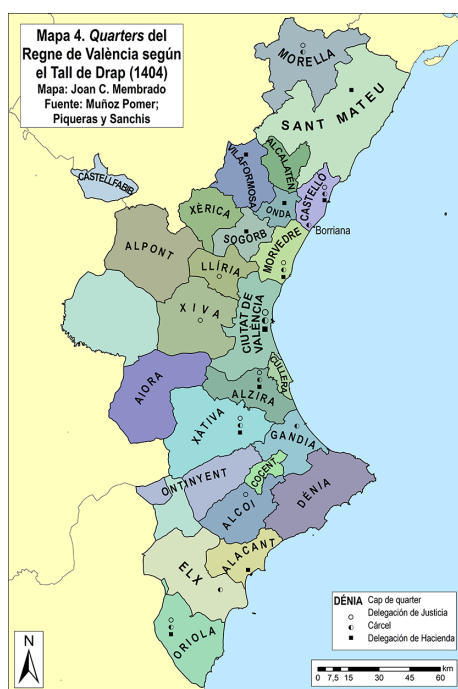 Mapa 4. Quarters del
Regne de València según
el Tall de Drap (1404)
Mapa: Joan C. Membrado
Fuente: Muñoz Pomer;
Piqueras y Sanchis
MORELLA
SANT MATEU
ALCALATÉN
VILAFORMOSA
CASTELLFABIB
CASTELLÓ
ONDA
XÈRICA
Borriana
SOGORB
MORVEDRE
ALPONT
LLÍRIA
XIVA
CIUTAT DE
VALÈNCIA
CULLERA
AIORA
ALZIRA
XÀTIVA
GANDIA
COCENT
ONTINYENT
DÉNIA
ALCOI
ALACANT
ELX
ORIOLA
DÉNIA Cap de quarter
Delegación de Justicia
Cárcel
Delegación de Hacienda
N
0 7,5 15 30 45 60
km